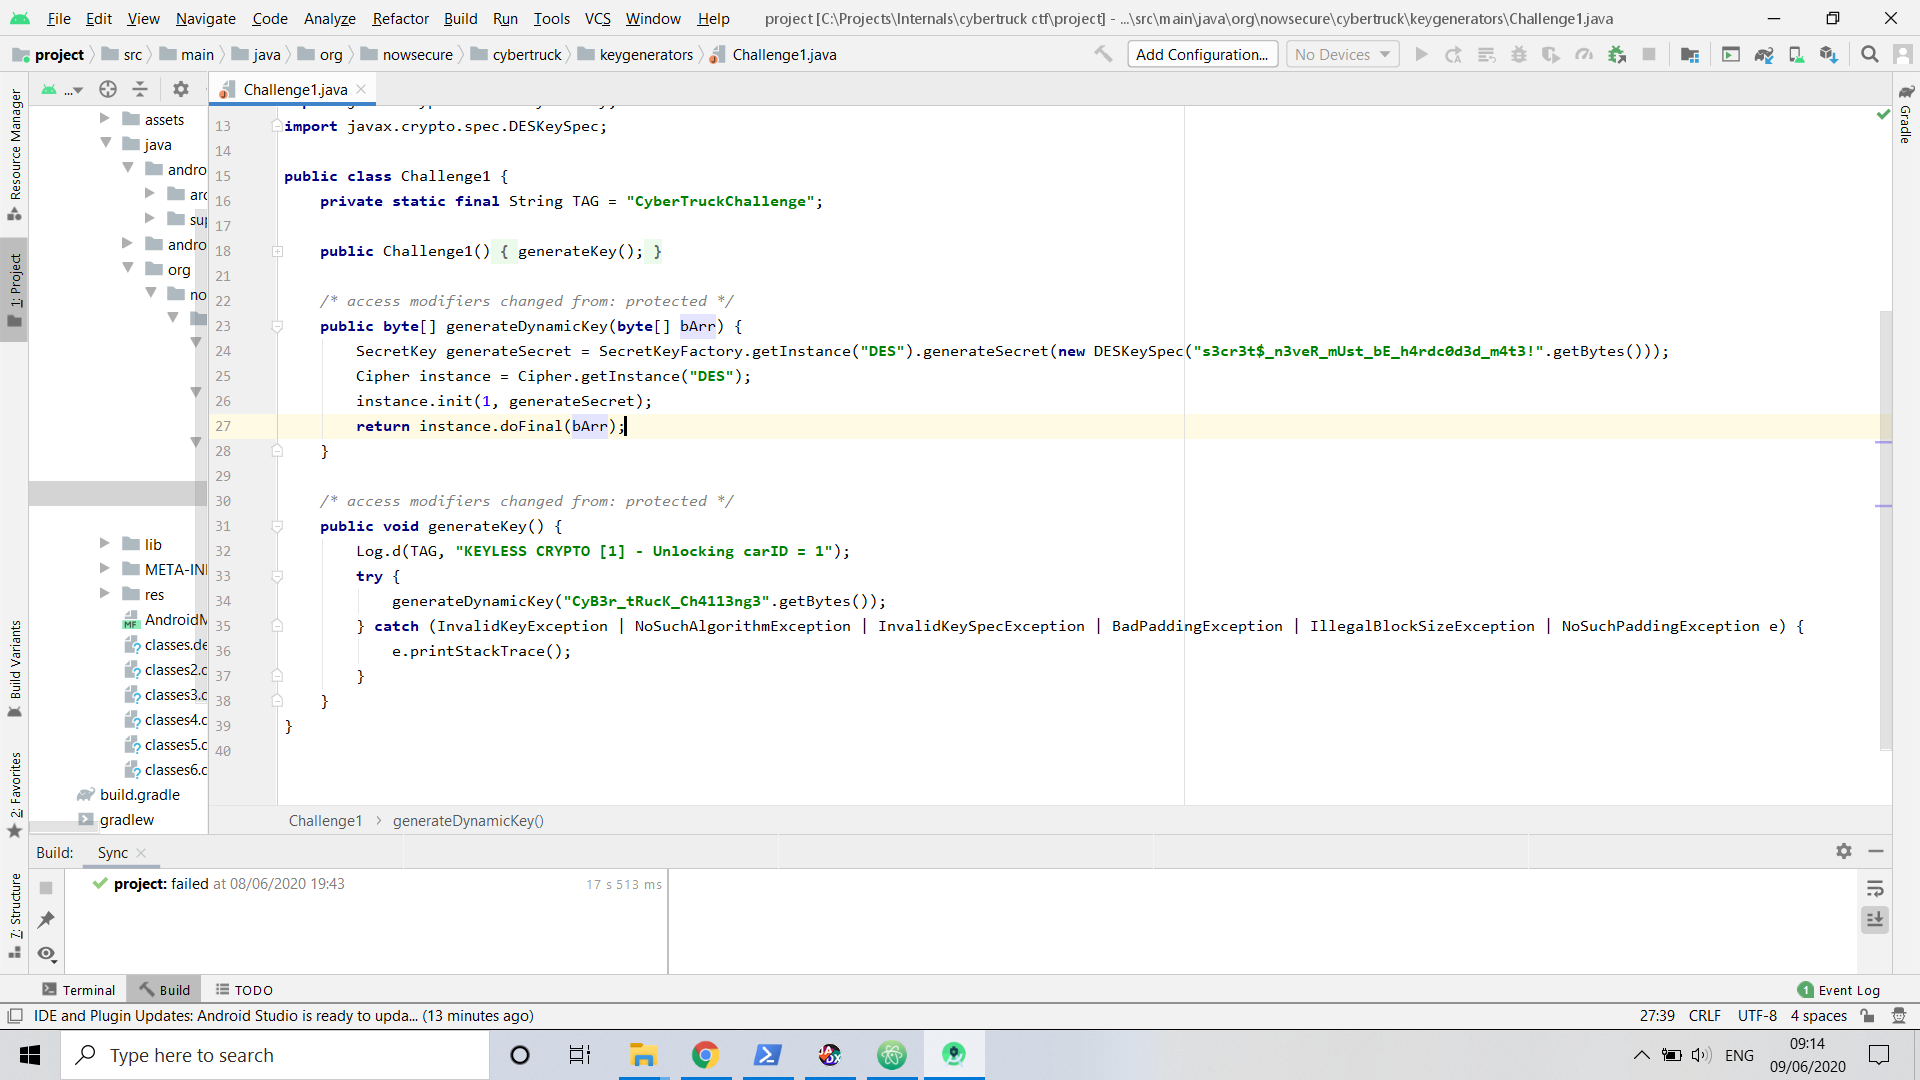 File Edit View Navigate Code Analyze Refactor Build Run Tools VCS Window Help project [C:\Projects\Internals\cybertruck ctf\project] - ...\src\main\java\org\nowsecure\cybertruck\keygenerators\Challenge1.java
project src main java org nowsecure cybertruck keygenerators Challenge1.java Add Configuration... No Devices
... Challenge1.java
Resource Manager
1: Project
Build Variants
2: Favorites
7: Structure
Gradle
assets
java
andro
arc
sup
andro
org
no
lib
META-IN
res
AndroidM
MF
classes.de
classes2.c
classes3.c
classes4.c
classes5.c
classes6.c
build.gradle
gradlew
13 import javax.crypto.spec.DESKeySpec;
14
15 public class Challenge1 {
16 private static final String TAG = "CyberTruckChallenge";
17
18 public Challenge1() { generateKey(); }
21
22 /* access modifiers changed from: protected */
23 public byte[] generateDynamicKey(byte[] bArr) {
24 SecretKey generateSecret = SecretKeyFactory.getInstance("DES").generateSecret(new DESKeySpec("s3cr3t$_n3veR_mUst_bE_h4rdc0d3d_m4t3!".getBytes()));
25 Cipher instance = Cipher.getInstance("DES");
26 instance.init(1, generateSecret);
27 return instance.doFinal(bArr);
28 }
29
30 /* access modifiers changed from: protected */
31 public void generateKey() {
32 Log.d(TAG, "KEYLESS CRYPTO [1] - Unlocking carID = 1");
33 try {
34 generateDynamicKey("CyB3r_tRucK_Ch4113ng3".getBytes());
35 } catch (InvalidKeyException | NoSuchAlgorithmException | InvalidKeySpecException | BadPaddingException | IllegalBlockSizeException | NoSuchPaddingException e) {
36 e.printStackTrace();
37 }
38 }
39 }
40
Challenge1 > generateDynamicKey()
Build: Sync
project: failed at 08/06/2020 19:43 17 s 513 ms
Terminal Build TODO 1 Event Log
IDE and Plugin Updates: Android Studio is ready to upda... (13 minutes ago) 27:39 CRLF UTF-8 4 spaces
Type here to search ENG 09:14
09/06/2020